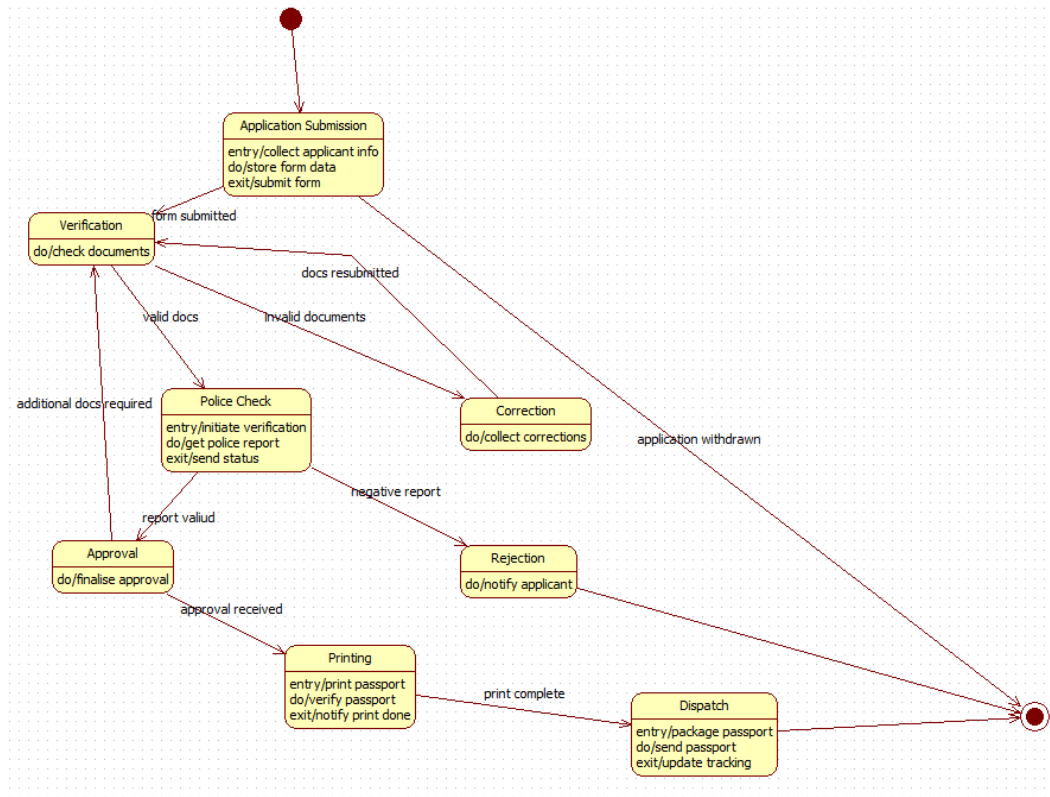 Application Submission
entry/collect applicant info
do/store form data
exit/submit form
form submitted
Verification
do/check documents
docs resubmitted
valid docs
invalid documents
additional docs required
Police Check
entry/initiate verification
do/get police report
exit/send status
Correction
do/collect corrections
application withdrawn
negative report
report valiud
Approval
do/finalise approval
Rejection
do/notify applicant
approval received
Printing
entry/print passport
do/verify passport
exit/notify print done
print complete
Dispatch
entry/package passport
do/send passport
exit/update tracking